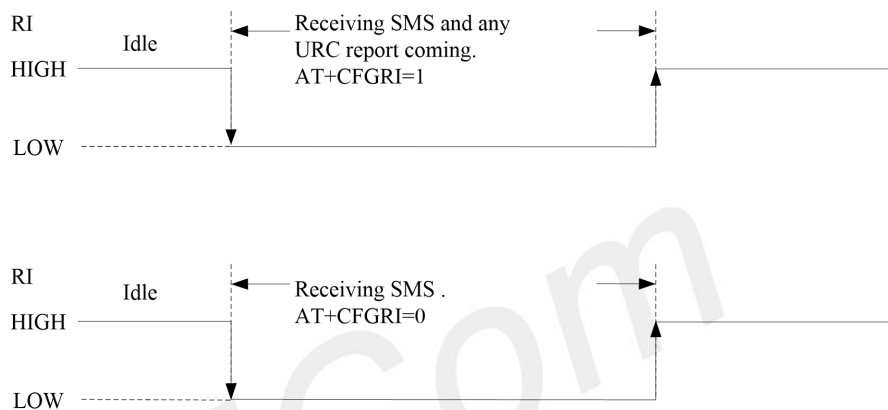 RI
Idle
Receiving SMS and any
URC report coming.
AT+CFGRI=1
HIGH
LOW
RI
Idle
Receiving SMS .
AT+CFGRI=0
HIGH
LOW
Com